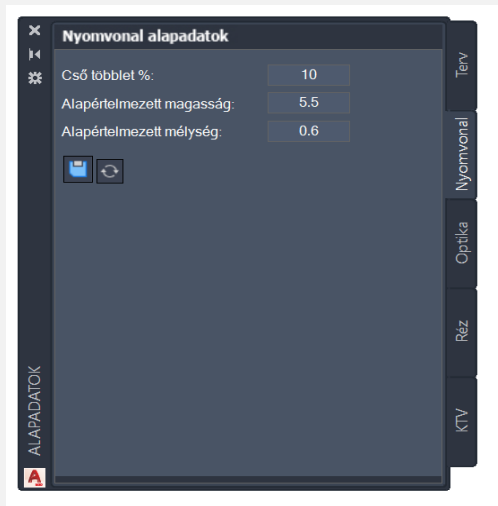 Nyomvonal alapadatok
Cső többlet %: 10
Alapértelmezett magasság: 5.5
Alapértelmezett mélység: 0.6
Terv
Nyomvonal
Optika
Réz
KTV
ALAPADATOK
A